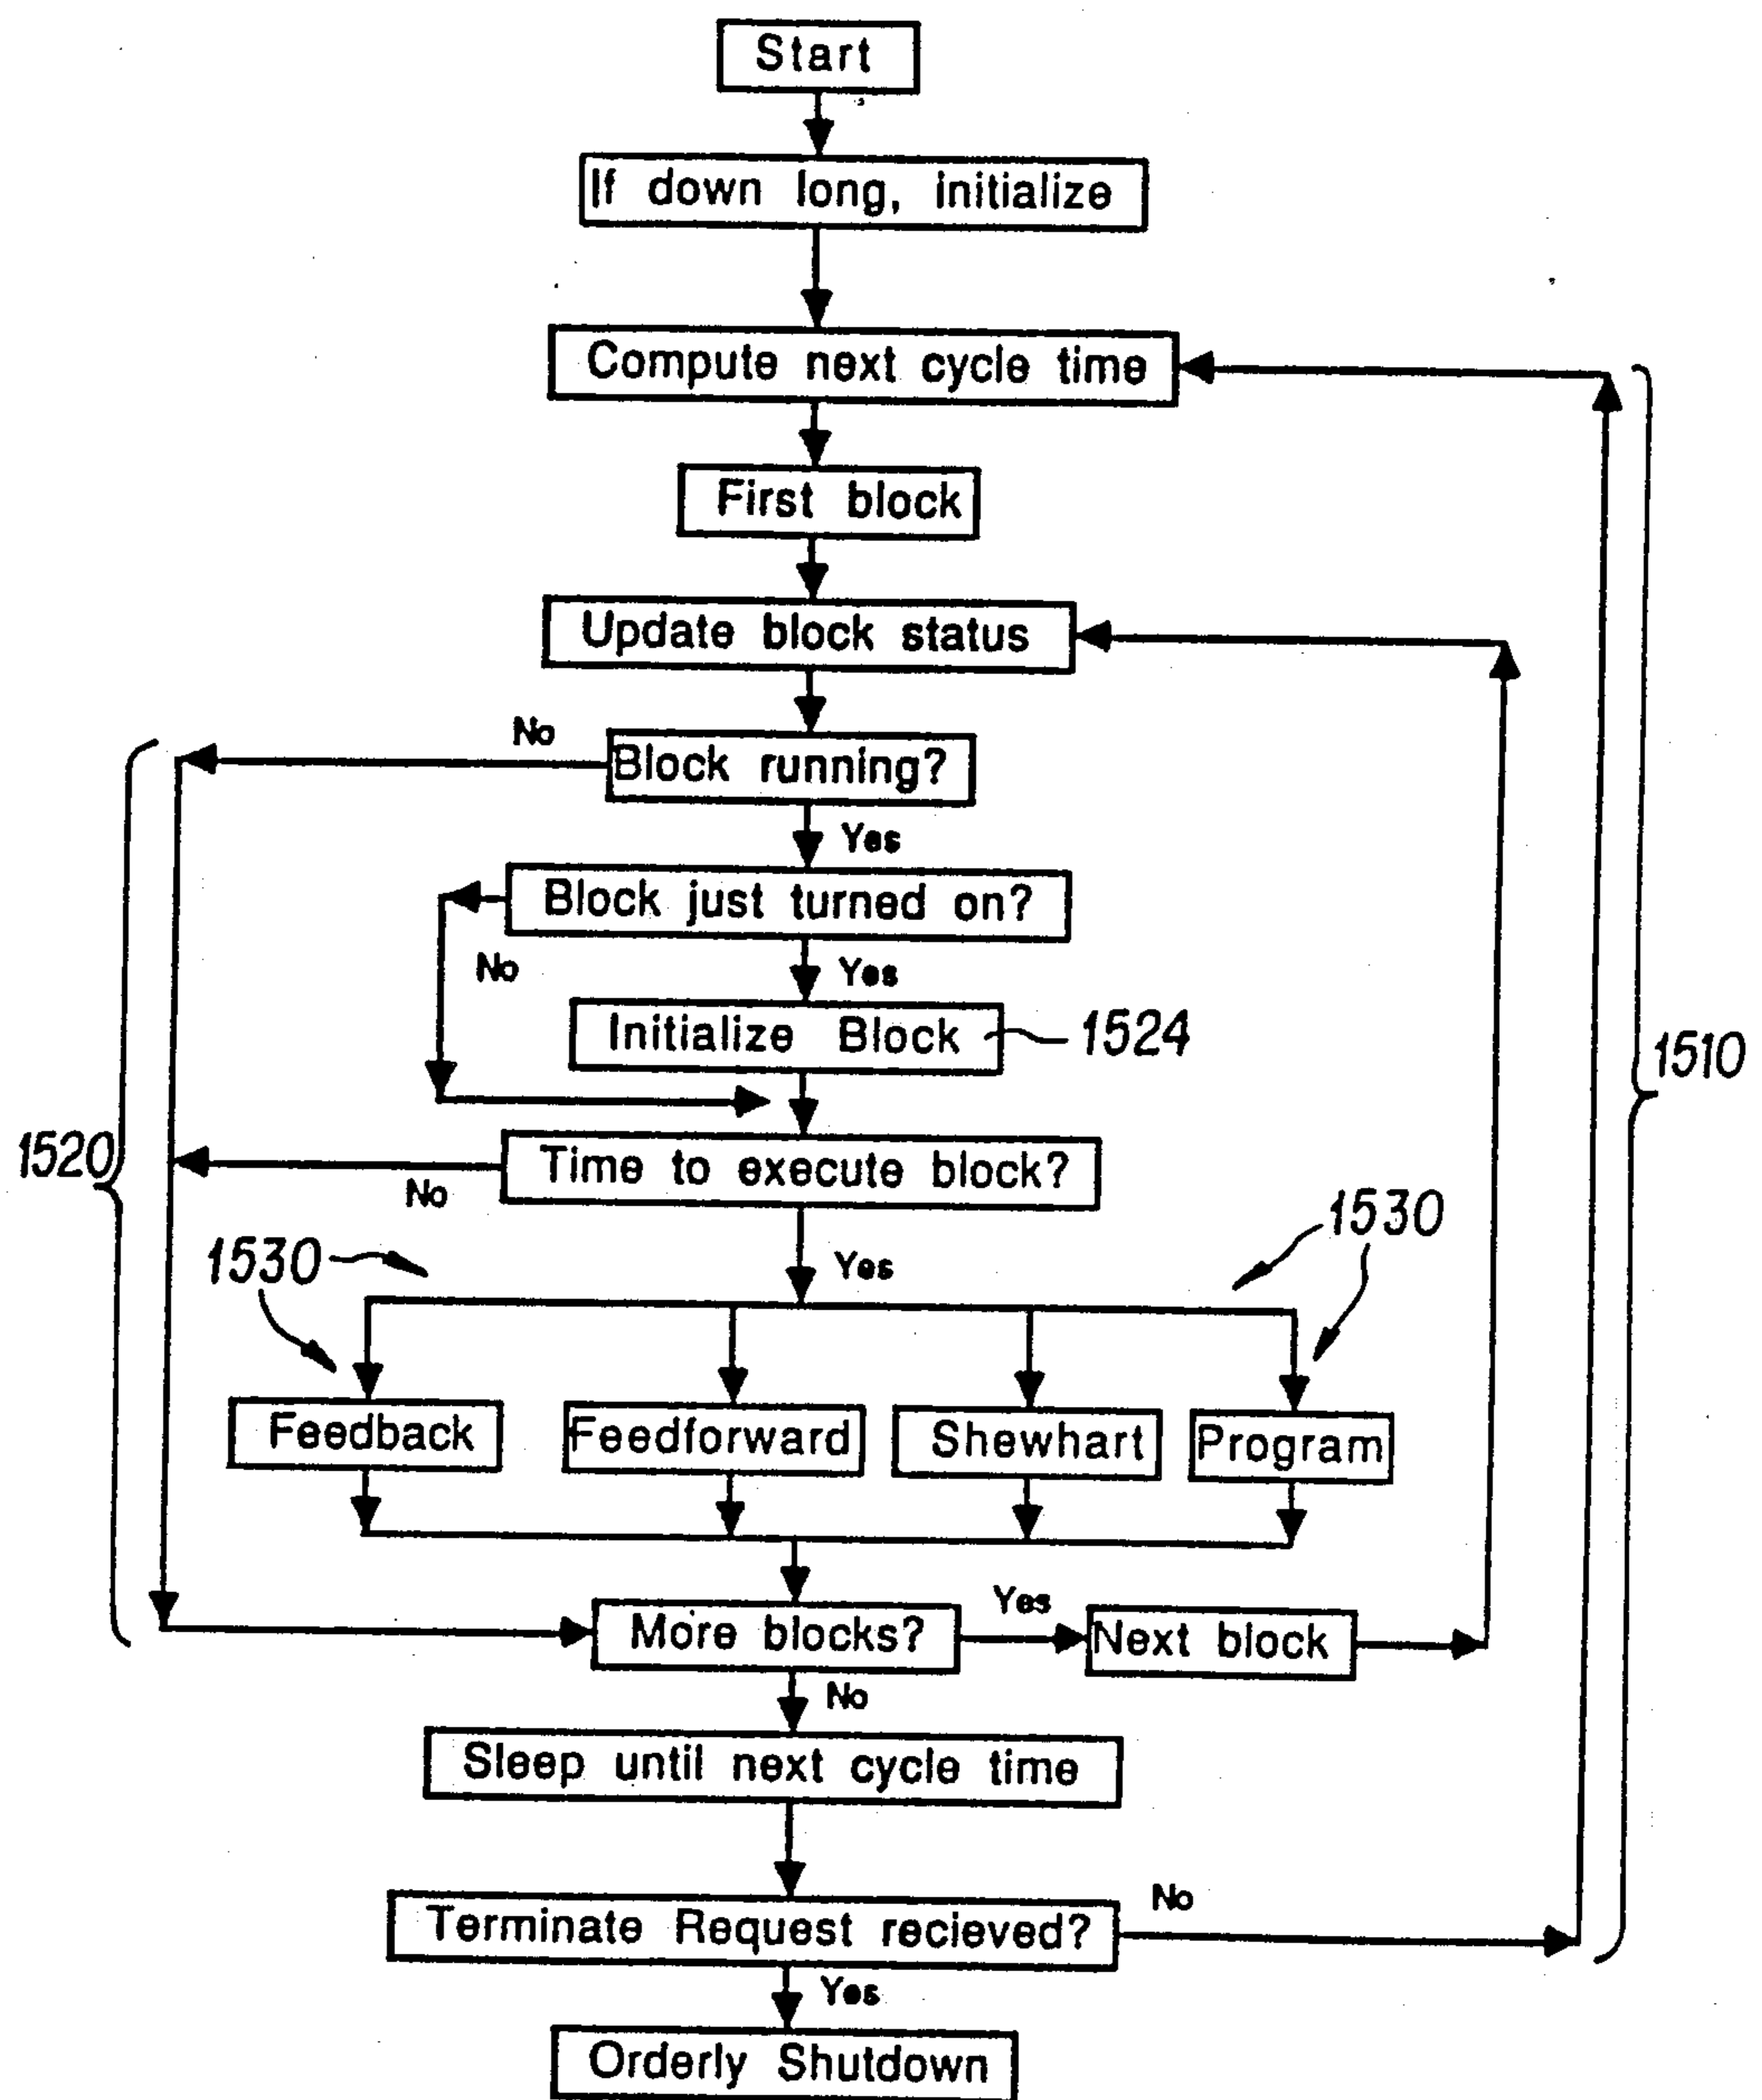 Start
If down long, initialize
Compute next cycle time
First block
Update block status
No
Block running?
Yes
Block just turned on?
No
Yes
Initialize Block
1524
1510
1520
Time to execute block?
No
1530
Yes
1530
Feedback
Feedforward
Shewhart
Program
More blocks?
Yes
Next block
No
Sleep until next cycle time
Terminate Request recieved?
No
Yes
Orderly Shutdown